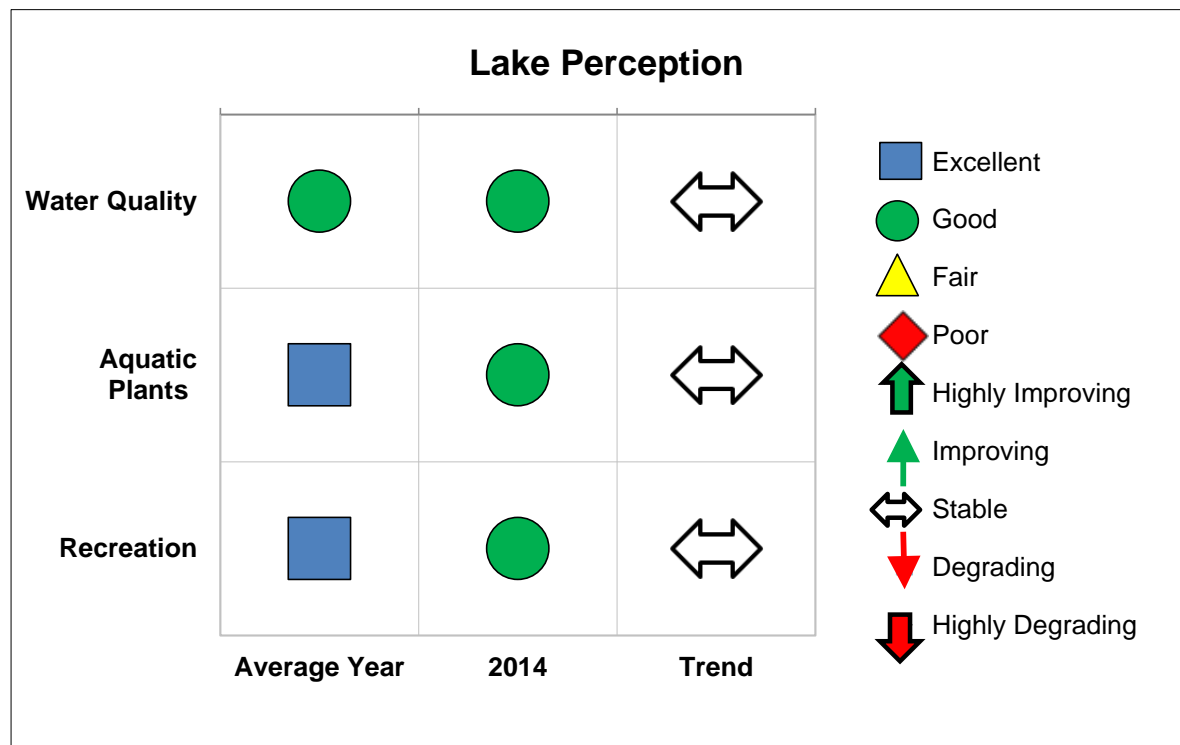 Lake Perception
Water Quality
Aquatic
Plants
Recreation
Average Year
2014
Trend
Excellent
Good
Fair
Poor
Highly Improving
Improving
Stable
Degrading
Highly Degrading